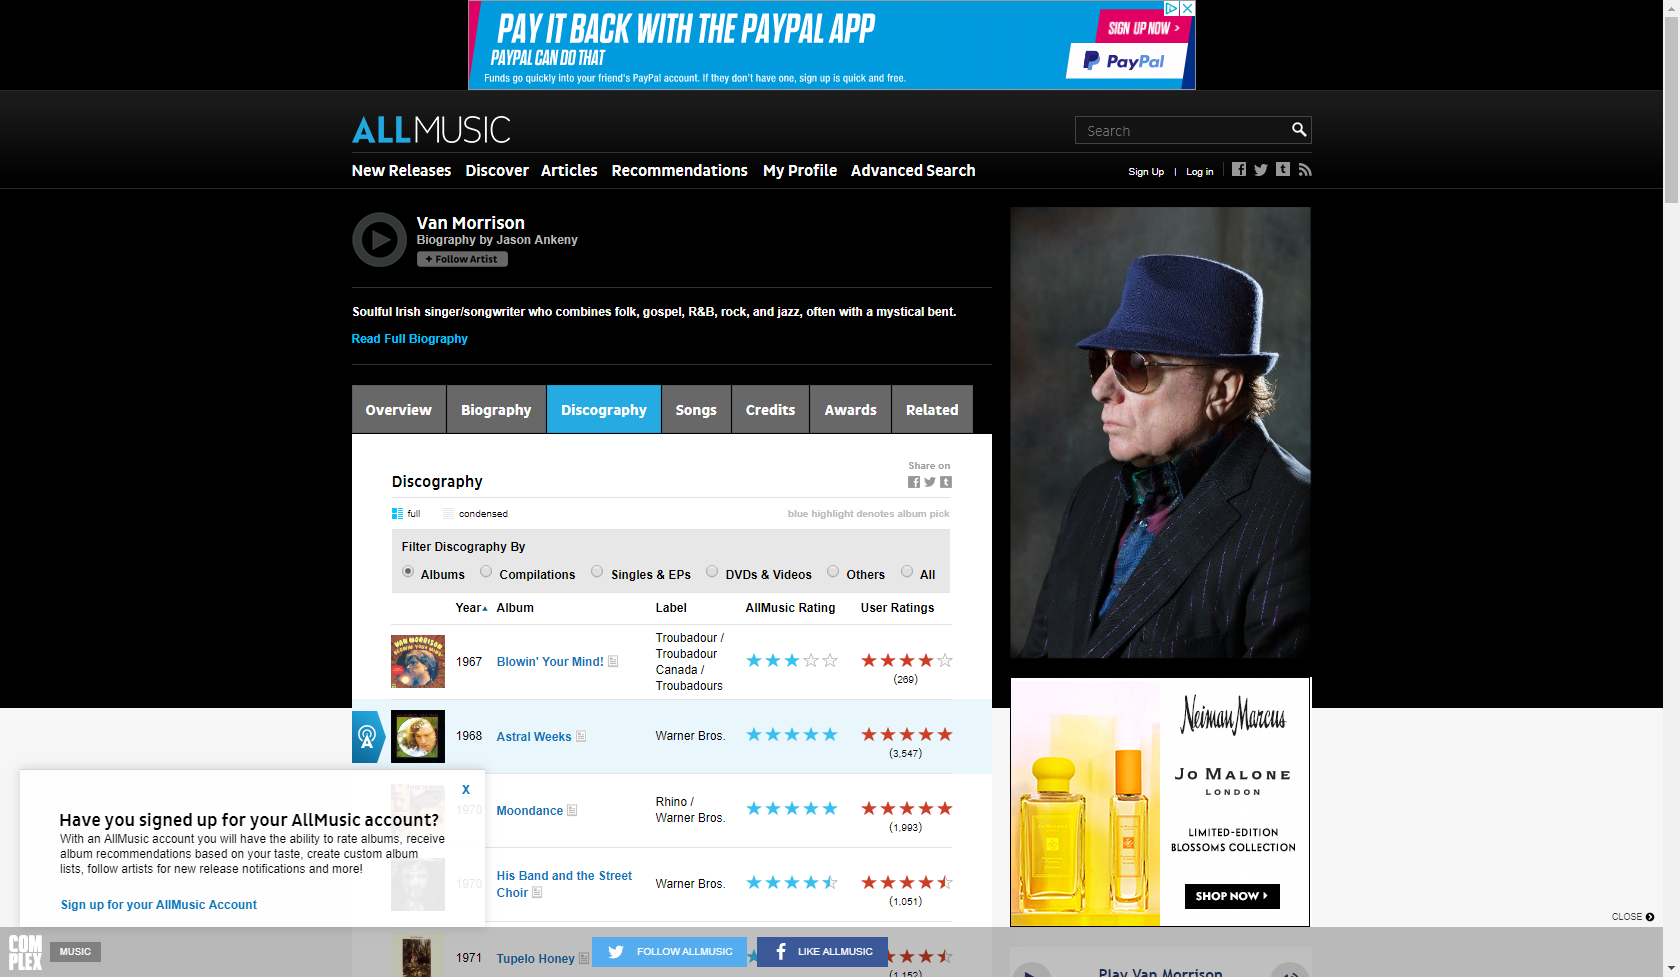 PAY IT BACK WITH THE PAYPAL APP
PAYPAL CAN DO THAT
Funds go quickly into your friend's PayPal account. If they don't have one, sign up is quick and free.
SIGN UP NOW >
PayPal
ALLMUSIC
Search
New Releases Discover Articles Recommendations My Profile Advanced Search
Sign Up | Log in
Van Morrison
Biography by Jason Ankeny
+ Follow Artist
Soulful Irish singer/songwriter who combines folk, gospel, R&B, rock, and jazz, often with a mystical bent.
Read Full Biography
Overview Biography Discography Songs Credits Awards Related
Share on
Discography
full condensed blue highlight denotes album pick
Filter Discography By
Albums Compilations Singles & EPs DVDs & Videos Others All
Year Album Label AllMusic Rating User Ratings
VAN MORRISON
BLOWIN' YOUR MIND!
1967 Blowin' Your Mind! Troubadour /
Troubadour
Canada /
Troubadours
(269)
1968 Astral Weeks Warner Bros.
(3,547)
1970 Moondance Rhino /
Warner Bros.
(1,993)
1970 His Band and the Street
Choir Warner Bros.
(1,051)
1971 Tupelo Honey
(1,152)
X
Have you signed up for your AllMusic account?
With an AllMusic account you will have the ability to rate albums, receive
album recommendations based on your taste, create custom album
lists, follow artists for new release notifications and more!
Sign up for your AllMusic Account
Neiman Marcus
JO MALONE
LONDON
LIMITED-EDITION
BLOSSOMS COLLECTION
SHOP NOW
CLOSE
COM
PLEX
MUSIC
FOLLOW ALLMUSIC
LIKE ALLMUSIC
Play Van Morrison